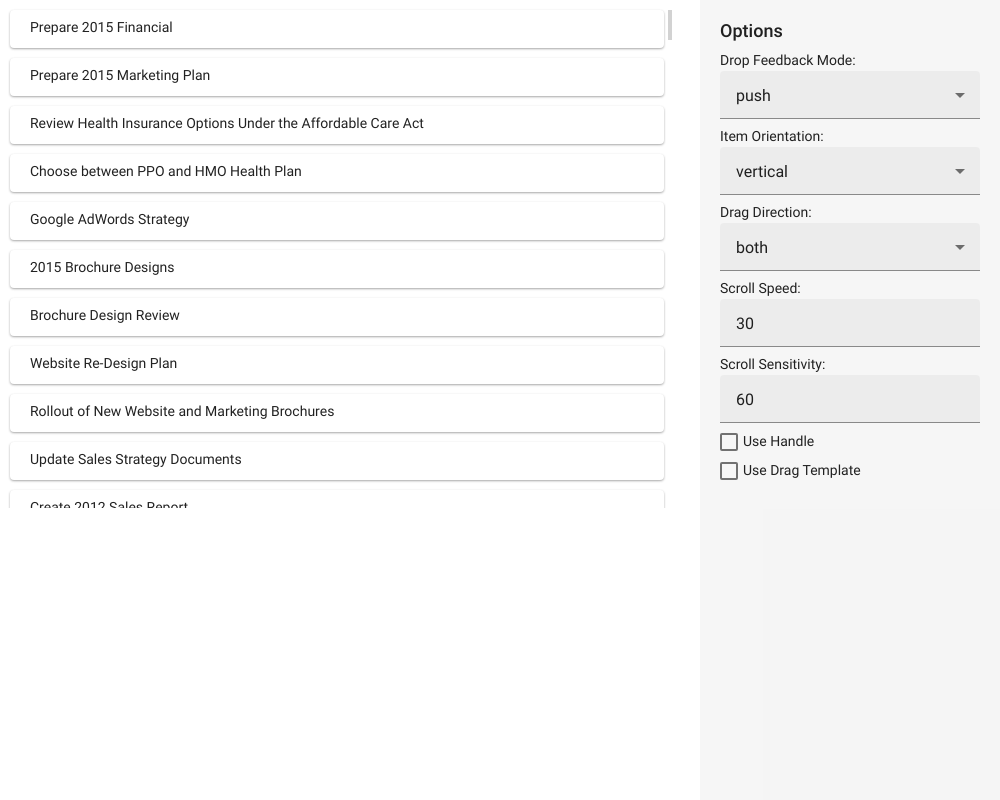 Prepare 2015 Financial
Prepare 2015 Marketing Plan
Review Health Insurance Options Under the Affordable Care Act
Choose between PPO and HMO Health Plan
Google AdWords Strategy
2015 Brochure Designs
Brochure Design Review
Website Re-Design Plan
Rollout of New Website and Marketing Brochures
Update Sales Strategy Documents
Create 2012 Sales Report
Options
Drop Feedback Mode:
push
Item Orientation:
vertical
Drag Direction:
both
Scroll Speed:
30
Scroll Sensitivity:
60
Use Handle
Use Drag Template